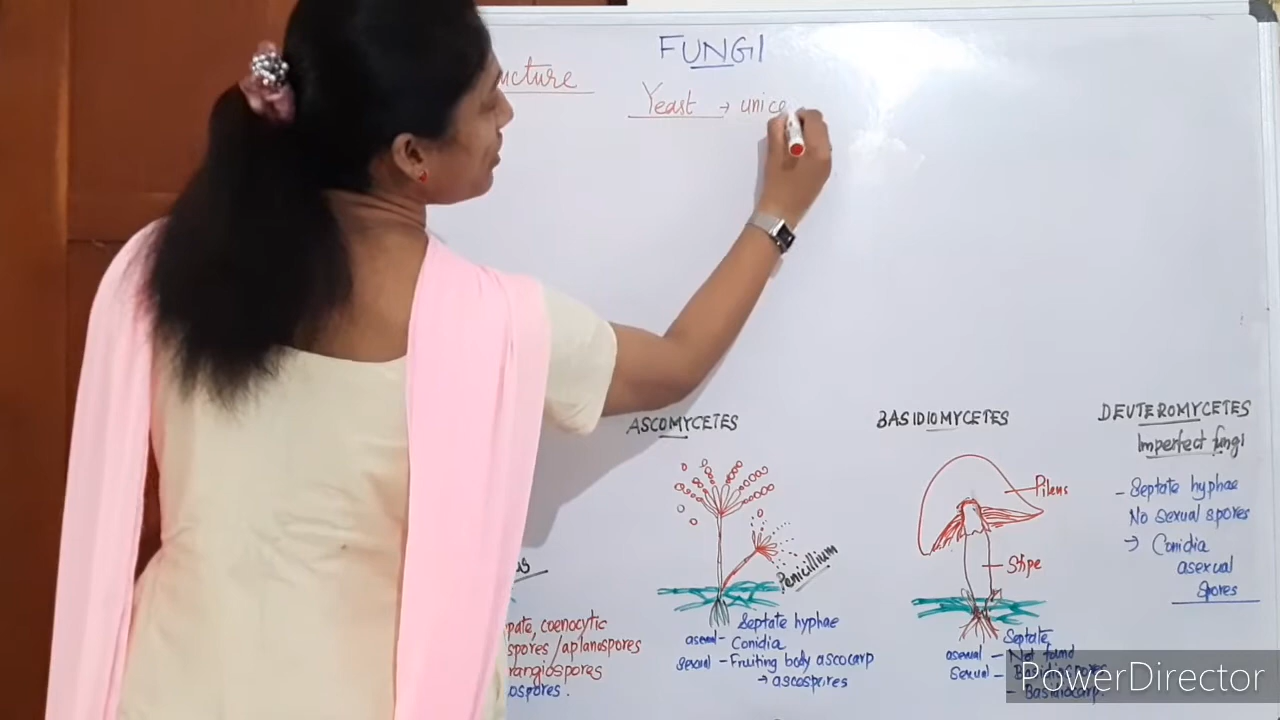 FUNGI
ucture
Yeast → unice
ASCOMYCETES
BASIDIOMYCETES
DEUTEROMYCETES
Imperfect fungi
Pileus
Stipe
Penicillium
- Septate hyphae
No sexual spores
→ Conidia
asexual
spores
us
pate, coenocytic
spores/aplanospores
rangiospores
ospores.
Septate hyphae
asexual - Conidia
sexual - Fruiting body ascocarp
→ ascospores
Septate,
asexual - Not found
Sexual - Basidiospores
- Basidiocarp.
PowerDirector